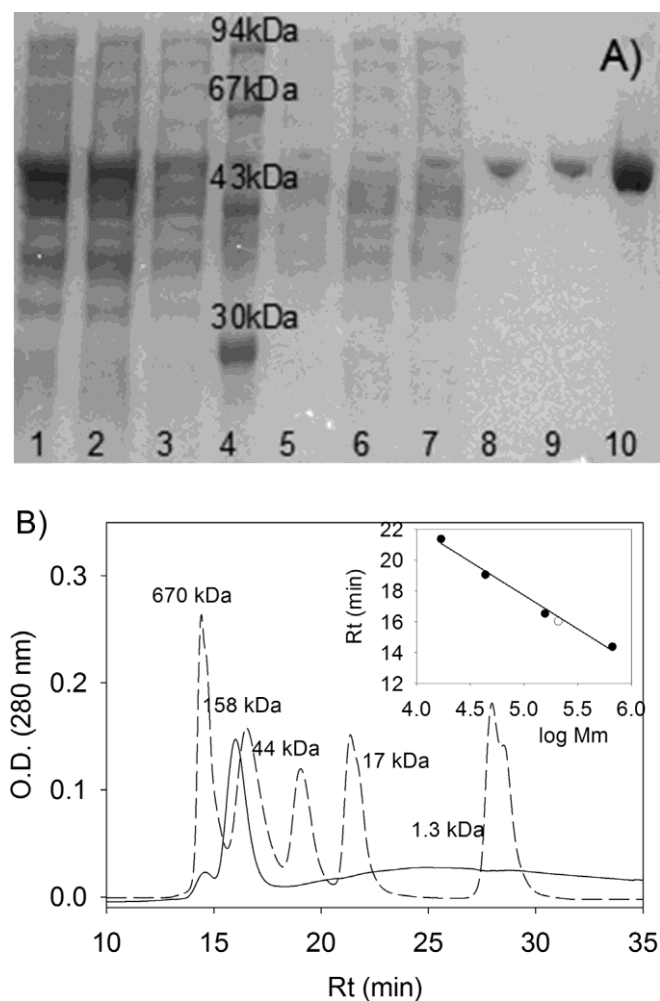 94kDa
A)
67kDa
43kDa
30kDa
1 2 3 4 5 6 7 8 9 10
B)
0.3
0.2
0.1
0.0
O.D. (280 nm)
670 kDa
158 kDa
44 kDa
17 kDa
1.3 kDa
22
20
18
16
14
12
Rt (min)
4.0 4.5 5.0 5.5 6.0
log Mm
10 15 20 25 30 35
Rt (min)